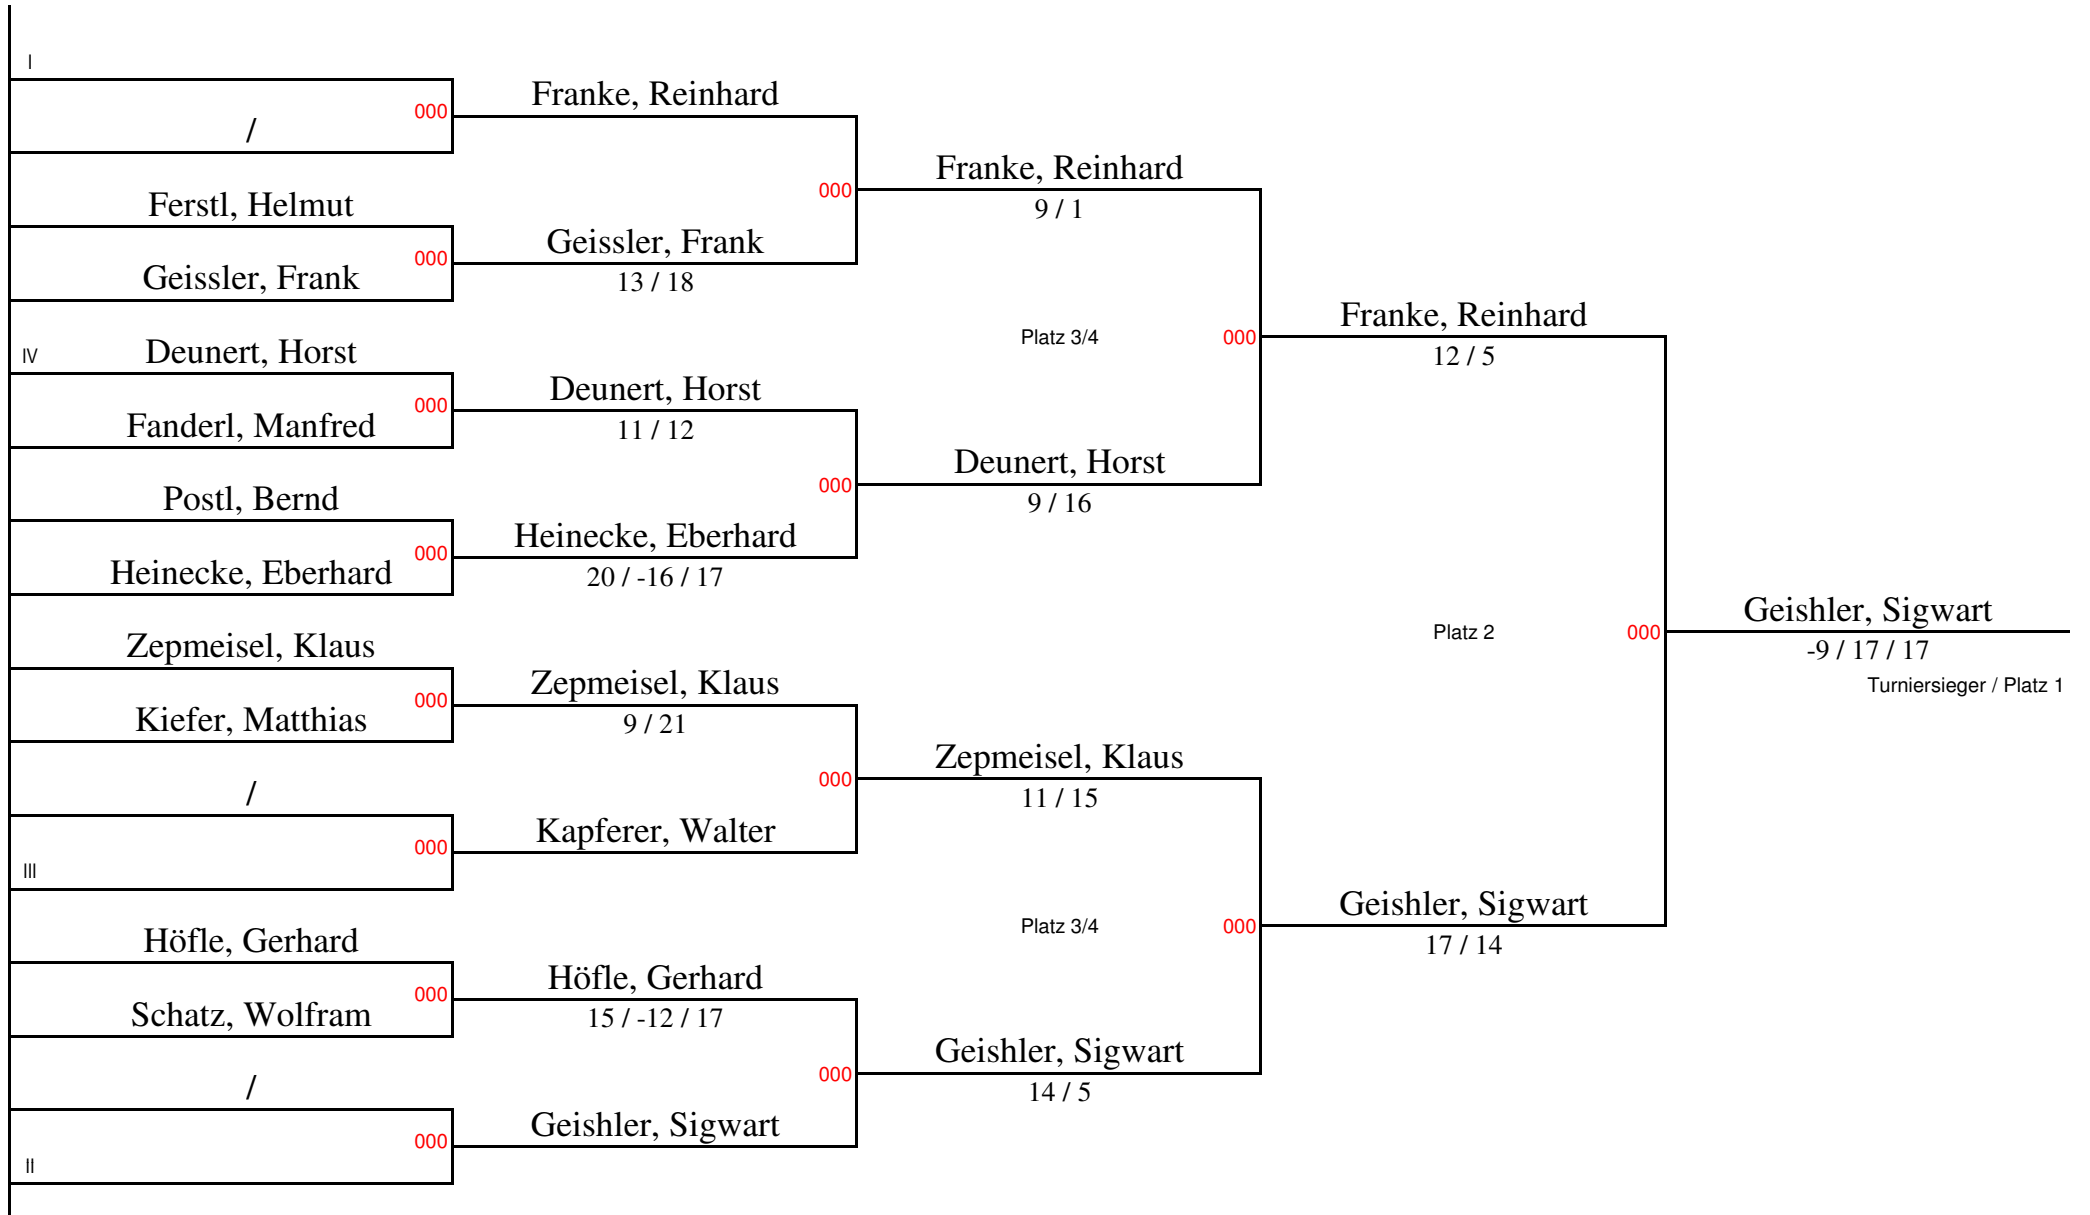 I
Franke, Reinhard
000
/
Franke, Reinhard
9 / 1
000
Ferstl, Helmut
Geissler, Frank
13 / 18
000
Geissler, Frank
Franke, Reinhard
12 / 5
Platz 3/4
000
IV
Deunert, Horst
Deunert, Horst
11 / 12
000
Fanderl, Manfred
Deunert, Horst
9 / 16
000
Postl, Bernd
Heinecke, Eberhard
20 / -16 / 17
000
Heinecke, Eberhard
Geishler, Sigwart
-9 / 17 / 17
Turniersieger / Platz 1
Platz 2
000
Zepmeisel, Klaus
Zepmeisel, Klaus
9 / 21
000
Kiefer, Matthias
Zepmeisel, Klaus
11 / 15
000
/
Kapferer, Walter
000
III
Geishler, Sigwart
17 / 14
Platz 3/4
000
Höfle, Gerhard
Höfle, Gerhard
15 / -12 / 17
000
Schatz, Wolfram
Geishler, Sigwart
14 / 5
000
/
Geishler, Sigwart
000
II